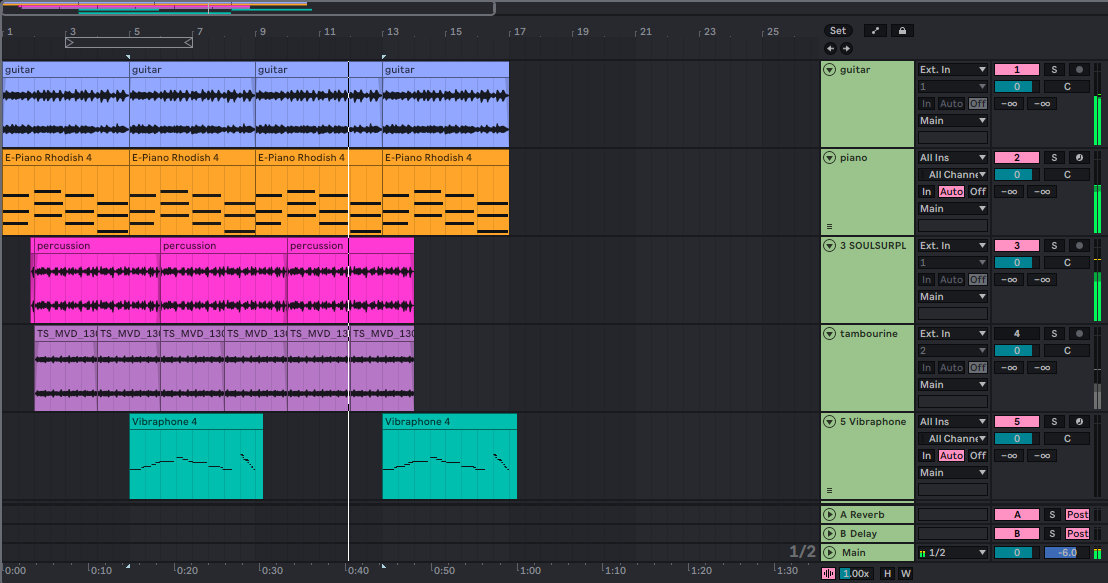 1 3 5 7 9 11 13 15 17 19 21 23 25 Set
guitar guitar guitar guitar guitar Ext. In 1 S
1 0 C
In Auto Off -∞ -∞
Main
E-Piano Rhodish 4 E-Piano Rhodish 4 E-Piano Rhodish 4 E-Piano Rhodish 4 piano All Ins 2 S
All Channe 0 C
In Auto Off -∞ -∞
Main
percussion percussion percussion 3 SOULSURPL Ext. In 3 S
1 0 C
In Auto Off -∞ -∞
Main
TS_MVD_130 TS_MVD_130 TS_MVD_130 TS_MVD_130 TS_MVD_130 TS_MVD_130 tambourine Ext. In 4 S
2 0 C
In Auto Off -∞ -∞
Main
Vibraphone 4 Vibraphone 4 5 Vibraphone All Ins 5 S
All Channe 0 C
In Auto Off -∞ -∞
Main
A Reverb A S Post
B Delay B S Post
1/2 Main 1/2 0 -6.0
0:00 0:10 0:20 0:30 0:40 0:50 1:00 1:10 1:20 1:30 1.00x H W